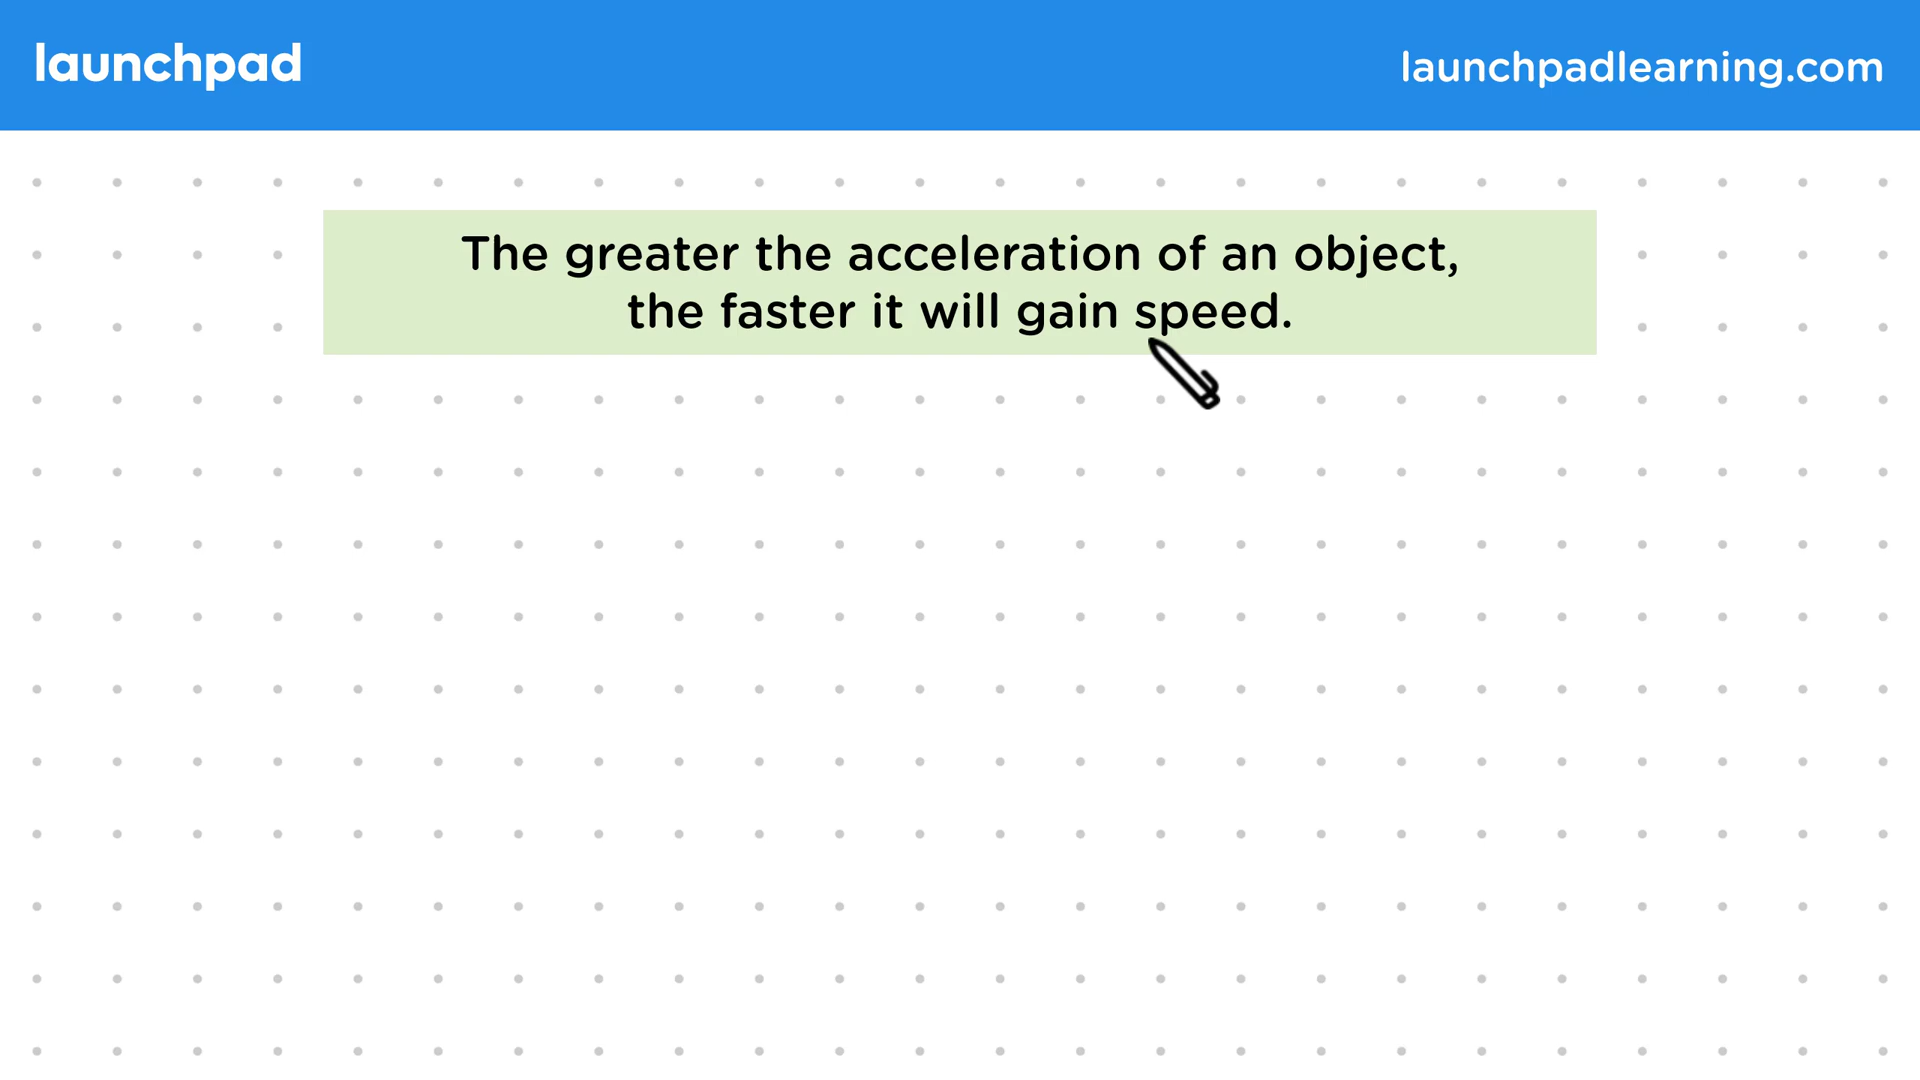 launchpad
launchpadlearning.com
The greater the acceleration of an object,
the faster it will gain speed.